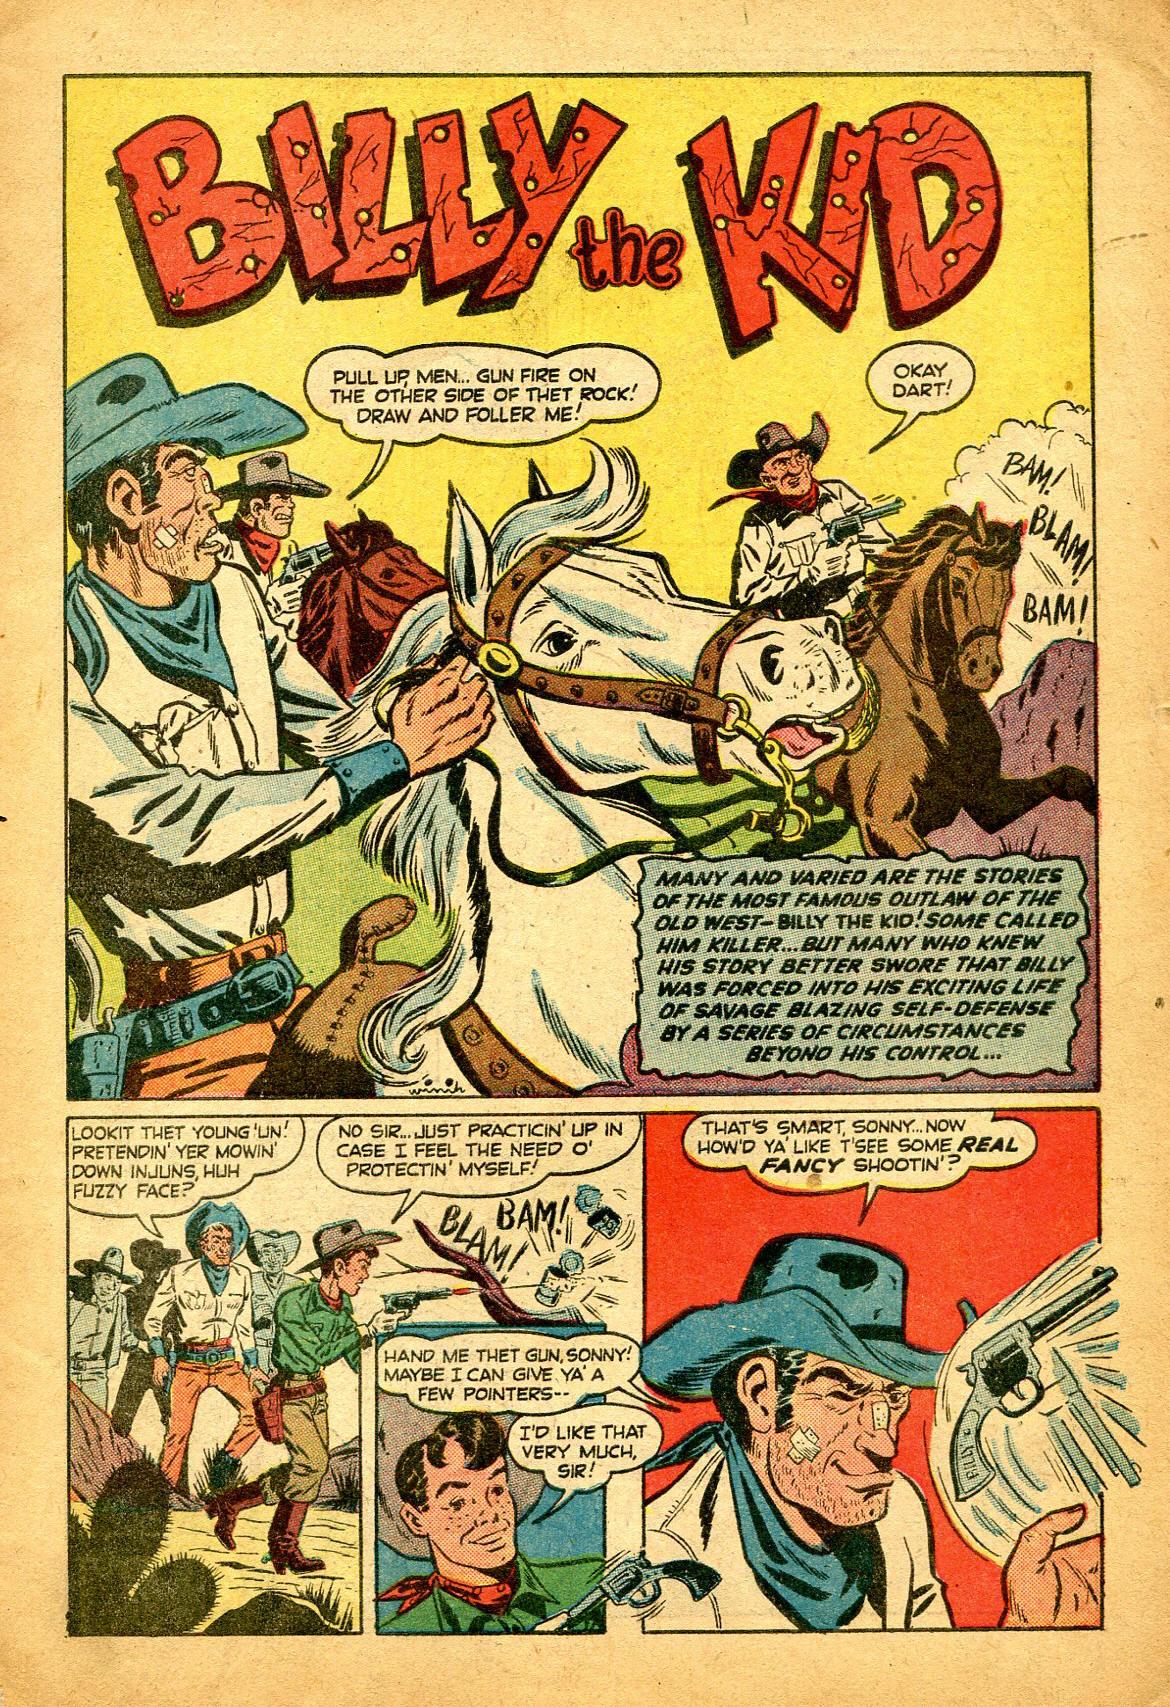 BILLY the KID
PULL UP, MEN... GUN FIRE ON
THE OTHER SIDE OF THET ROCK!
DRAW AND FOLLER ME!
OKAY
DART!
BAM!
BLAM!
BAM!
MANY AND VARIED ARE THE STORIES
OF THE MOST FAMOUS OUTLAW OF THE
OLD WEST— BILLY THE KID! SOME CALLED
HIM KILLER... BUT MANY WHO KNEW
HIS STORY BETTER SWORE THAT BILLY
WAS FORCED INTO HIS EXCITING LIFE
OF SAVAGE BLAZING SELF-DEFENSE
BY A SERIES OF CIRCUMSTANCES
BEYOND HIS CONTROL...
winik
LOOKIT THET YOUNG 'UN!
PRETENDIN' YER MOWIN'
DOWN INJUNS, HUH
FUZZY FACE?
NO SIR... JUST PRACTICIN' UP IN
CASE I FEEL THE NEED O'
PROTECTIN' MYSELF!
BLAM!
BAM!
HAND ME THET GUN, SONNY!
MAYBE I CAN GIVE YA' A
FEW POINTERS--
I'D LIKE THAT
VERY MUCH,
SIR!
THAT'S SMART, SONNY... NOW
HOW'D YA' LIKE T'SEE SOME REAL
FANCY SHOOTIN'?
BILLY